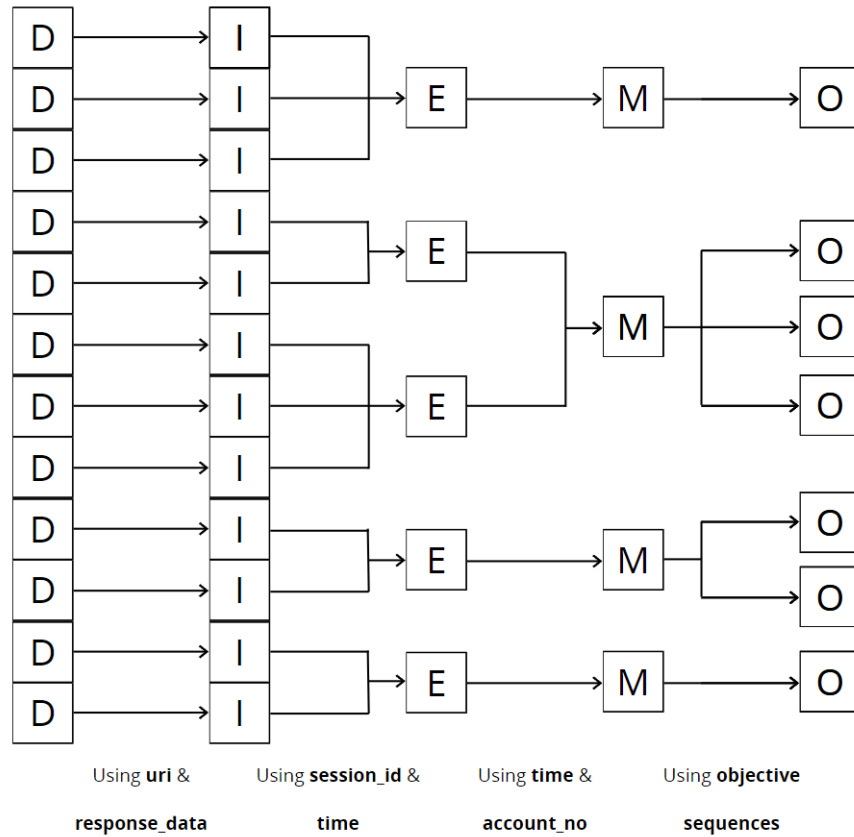 D I
D I E M O
D I
D I
E O
D I
M O
D I
D I E O
D I
D I O
E M
D I O
D I
E M O
D I
Using uri & Using session_id & Using time & Using objective
response_data time account_no sequences